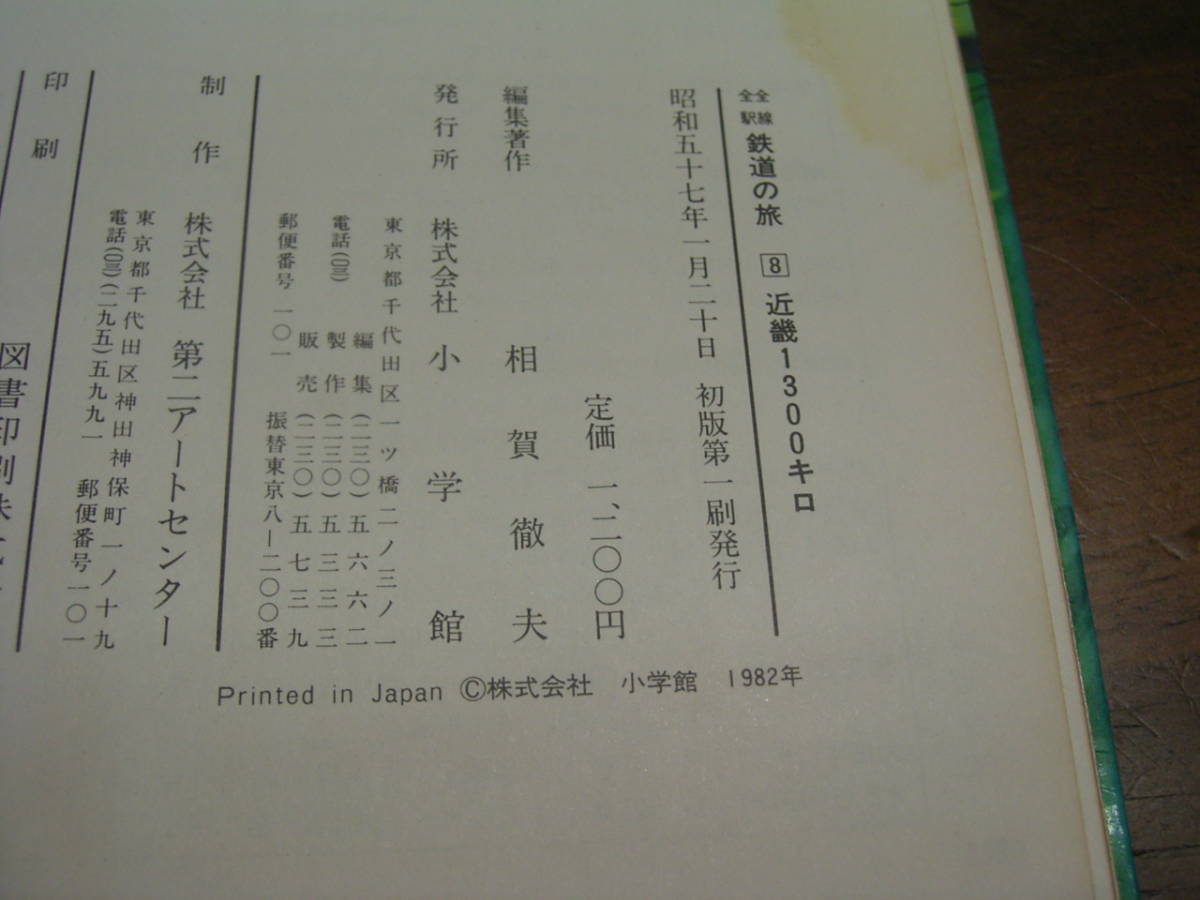 全線
全駅
鉄道の旅 8 近畿1300キロ
昭和五十七年一月二十日 初版第一刷発行
定価 一、二〇〇円
編集著作 相賀徹夫
発行所 株式会社 小学館
東京都千代田区一ツ橋二ノ三ノ一
編集(二三〇)五六六二
電話(〇三) 製作(二三〇)五三三三
販売(二三〇)五七三九
郵便番号 一〇一 振替東京八ー二〇〇番
制作 株式会社 第二アートセンター
東京都千代田区神田神保町一ノ十九
電話(〇三)(二九五)五九九一 郵便番号一〇一
印刷 図書印刷株式
Printed in Japan ©株式会社 小学館 1982年